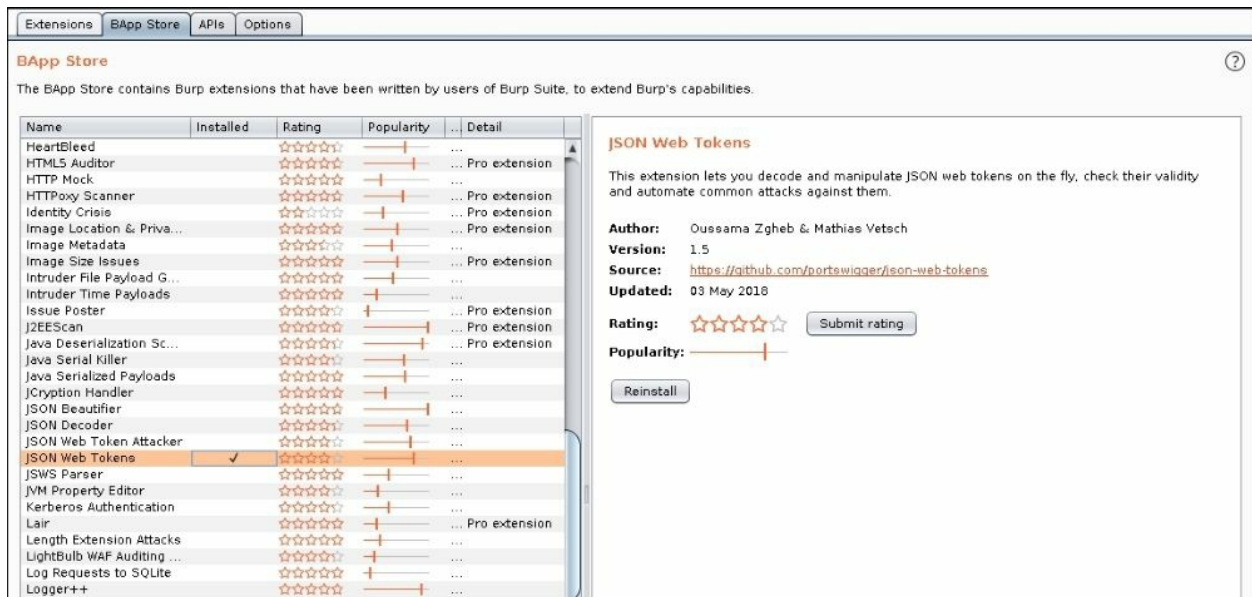 Extensions BApp Store APIs Options
BApp Store
?
The BApp Store contains Burp extensions that have been written by users of Burp Suite, to extend Burp's capabilities.
Name Installed Rating Popularity ... Detail
HeartBleed ...
HTML5 Auditor ... Pro extension
HTTP Mock ...
HTTPoxy Scanner ... Pro extension
Identity Crisis ... Pro extension
Image Location & Priva... ... Pro extension
Image Metadata ...
Image Size Issues ... Pro extension
Intruder File Payload G... ...
Intruder Time Payloads ...
Issue Poster ... Pro extension
J2EEScan ... Pro extension
Java Deserialization Sc... ... Pro extension
Java Serial Killer ...
Java Serialized Payloads ...
JCryption Handler ...
JSON Beautifier ...
JSON Decoder ...
JSON Web Token Attacker ...
JSON Web Tokens ✓ ...
JSWS Parser ...
JVM Property Editor ...
Kerberos Authentication ...
Lair ... Pro extension
Length Extension Attacks ...
LightBulb WAF Auditing ... ...
Log Requests to SQLite ...
Logger++ ...
JSON Web Tokens
This extension lets you decode and manipulate JSON web tokens on the fly, check their validity
and automate common attacks against them.
Author: Oussama Zgheb & Mathias Vetsch
Version: 1.5
Source: https://github.com/portswigger/json-web-tokens
Updated: 03 May 2018
Rating: Submit rating
Popularity:
Reinstall